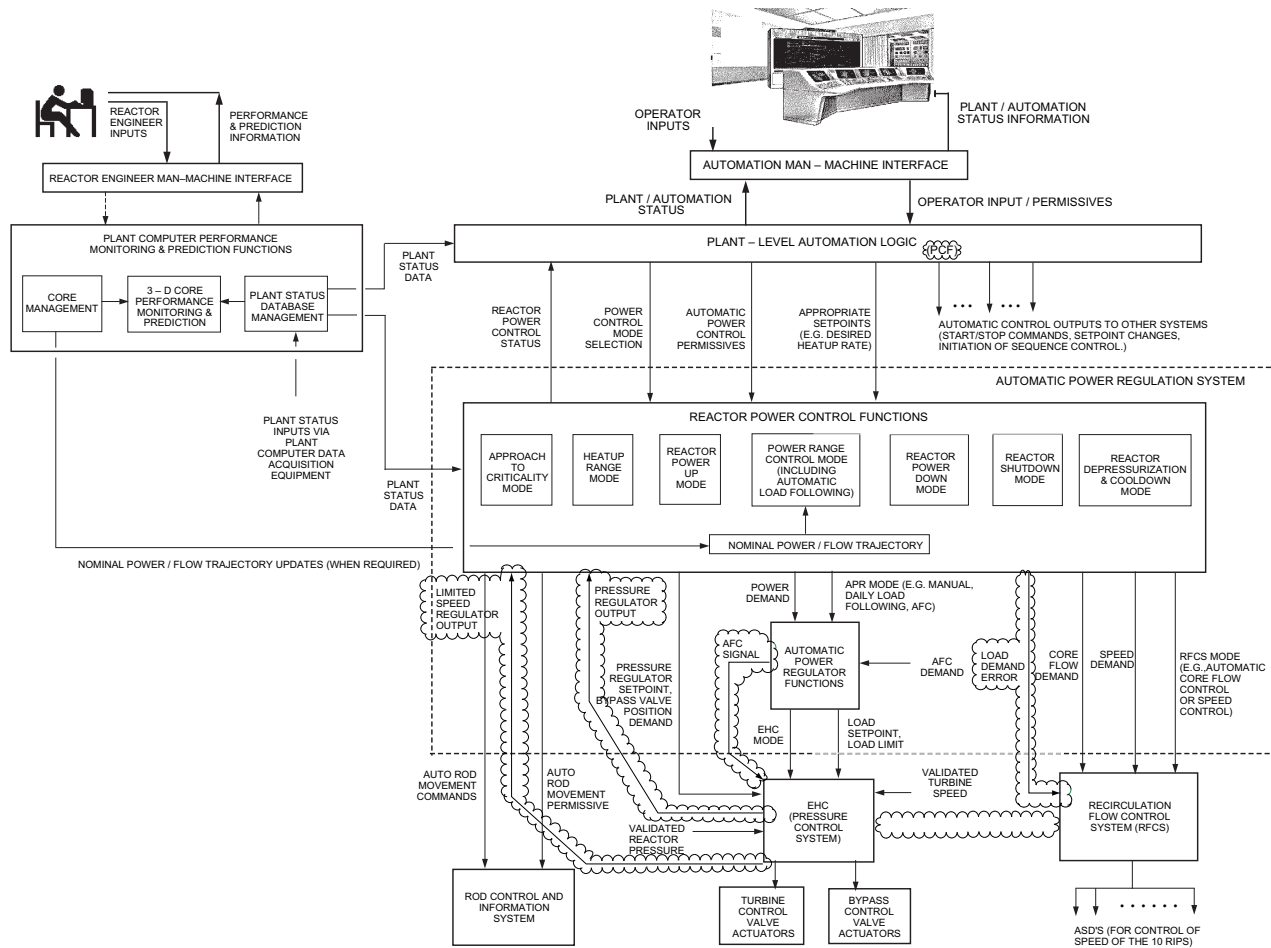 REACTOR
ENGINEER
INPUTS
PERFORMANCE
& PREDICTION
INFORMATION
OPERATOR
INPUTS
PLANT / AUTOMATION
STATUS INFORMATION
REACTOR ENGINEER MAN–MACHINE INTERFACE
AUTOMATION MAN – MACHINE INTERFACE
PLANT / AUTOMATION
STATUS
OPERATOR INPUT / PERMISSIVES
PLANT COMPUTER PERFORMANCE
MONITORING & PREDICTION FUNCTIONS
CORE
MANAGEMENT
3 – D CORE
PERFORMANCE
MONITORING &
PREDICTION
PLANT STATUS
DATABASE
MANAGEMENT
PLANT
STATUS
DATA
PLANT – LEVEL AUTOMATION LOGIC
(PCF)
REACTOR
POWER
CONTROL
STATUS
POWER
CONTROL
MODE
SELECTION
AUTOMATIC
POWER
CONTROL
PERMISSIVES
APPROPRIATE
SETPOINTS
(E.G. DESIRED
HEATUP RATE)
AUTOMATIC CONTROL OUTPUTS TO OTHER SYSTEMS
(START/STOP COMMANDS, SETPOINT CHANGES,
INITIATION OF SEQUENCE CONTROL.)
AUTOMATIC POWER REGULATION SYSTEM
PLANT STATUS
INPUTS VIA
PLANT
COMPUTER DATA
ACQUISITION
EQUIPMENT
PLANT
STATUS
DATA
REACTOR POWER CONTROL FUNCTIONS
APPROACH
TO
CRITICALITY
MODE
HEATUP
RANGE
MODE
REACTOR
POWER
UP
MODE
POWER RANGE
CONTROL MODE
(INCLUDING
AUTOMATIC
LOAD FOLLOWING)
REACTOR
POWER
DOWN
MODE
REACTOR
SHUTDOWN
MODE
REACTOR
DEPRESSURIZATION
& COOLDOWN
MODE
NOMINAL POWER / FLOW TRAJECTORY
NOMINAL POWER / FLOW TRAJECTORY UPDATES (WHEN REQUIRED)
LIMITED
SPEED
REGULATOR
OUTPUT
PRESSURE
REGULATOR
OUTPUT
POWER
DEMAND
APR MODE (E.G. MANUAL,
DAILY LOAD
FOLLOWING, AFC)
PRESSURE
REGULATOR
SETPOINT,
BYPASS VALVE
POSITION
DEMAND
AFC
SIGNAL
AUTOMATIC
POWER
REGULATOR
FUNCTIONS
AFC
DEMAND
LOAD
DEMAND
ERROR
CORE
FLOW
DEMAND
SPEED
DEMAND
RFCS MODE
(E.G.,AUTOMATIC
CORE FLOW
CONTROL
OR SPEED
CONTROL)
EHC
MODE
LOAD
SETPOINT,
LOAD LIMIT
AUTO ROD
MOVEMENT
COMMANDS
AUTO
ROD
MOVEMENT
PERMISSIVE
VALIDATED
REACTOR
PRESSURE
EHC
(PRESSURE
CONTROL
SYSTEM)
VALIDATED
TURBINE
SPEED
RECIRCULATION
FLOW CONTROL
SYSTEM (RFCS)
ROD CONTROL AND
INFORMATION
SYSTEM
TURBINE
CONTROL
VALVE
ACTUATORS
BYPASS
CONTROL
VALVE
ACTUATORS
ASD'S (FOR CONTROL OF
SPEED OF THE 10 RIPS)